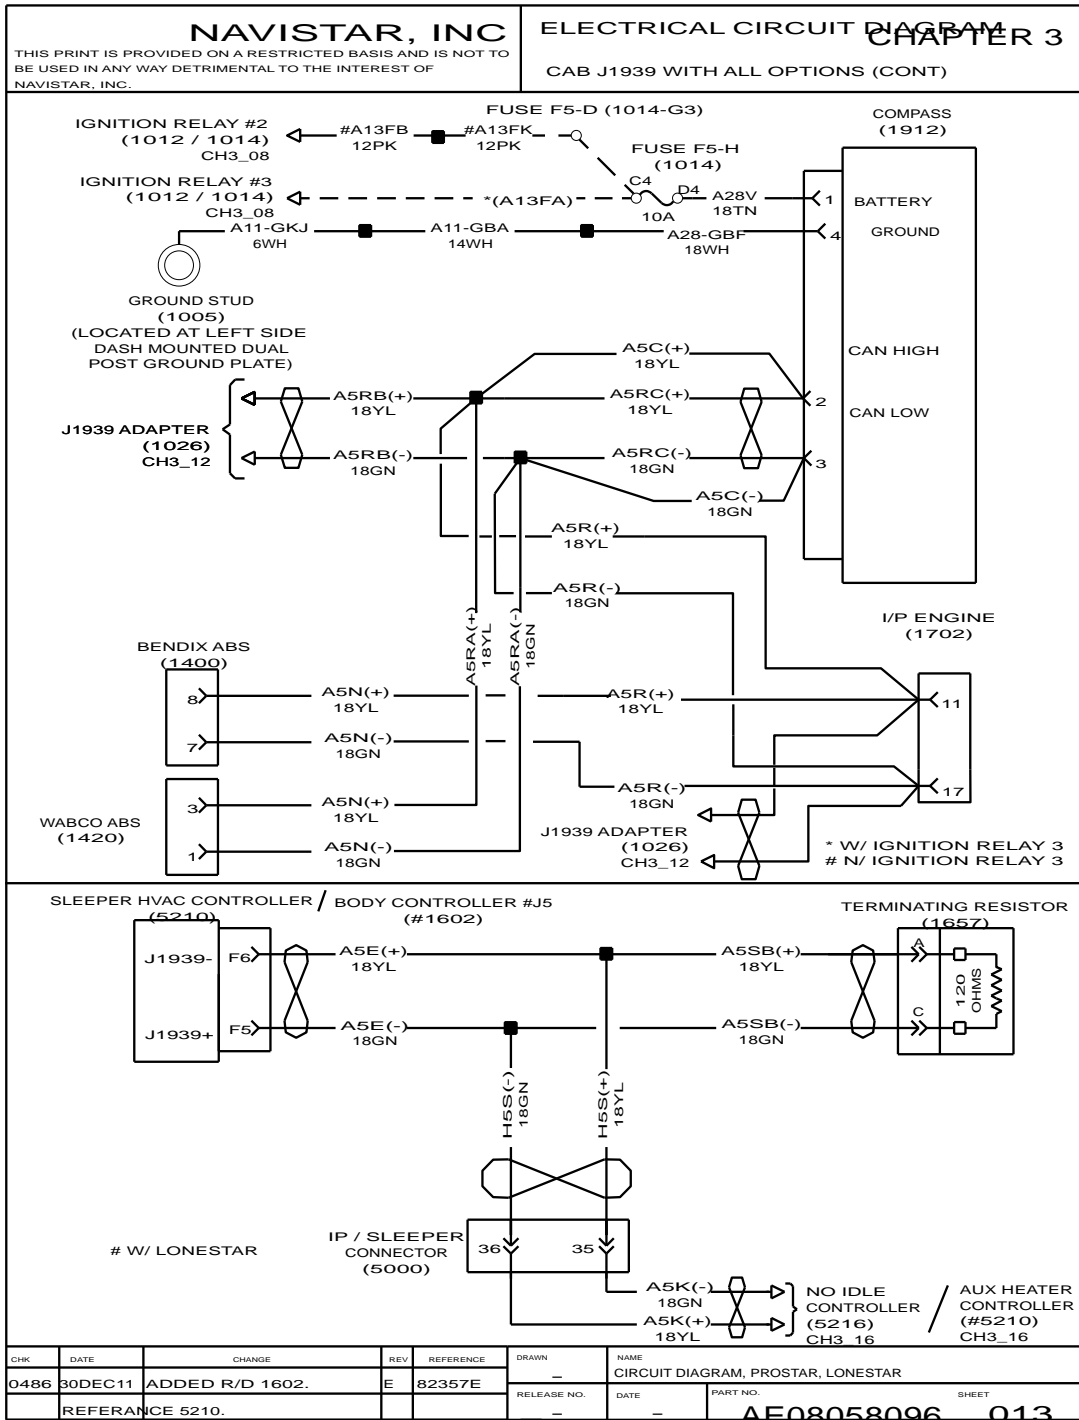 NAVISTAR, INC
THIS PRINT IS PROVIDED ON A RESTRICTED BASIS AND IS NOT TO
BE USED IN ANY WAY DETRIMENTAL TO THE INTEREST OF
NAVISTAR, INC.
ELECTRICAL CIRCUIT DIAGRAM
CHAPTER 3
CAB J1939 WITH ALL OPTIONS (CONT)
FUSE F5-D (1014-G3)
COMPASS
(1912)
IGNITION RELAY #2
(1012 / 1014)
CH3_08
#A13FB
12PK
#A13FK
12PK
FUSE F5-H
(1014)
IGNITION RELAY #3
(1012 / 1014)
CH3_08
*(A13FA)
C4
D4
10A
A28V
18TN
1
BATTERY
A11-GKJ
6WH
A11-GBA
14WH
A28-GBF
18WH
4
GROUND
GROUND STUD
(1005)
(LOCATED AT LEFT SIDE
DASH MOUNTED DUAL
POST GROUND PLATE)
A5C(+)
18YL
CAN HIGH
A5RB(+)
18YL
A5RC(+)
18YL
2
CAN LOW
J1939 ADAPTER
(1026)
CH3_12
A5RB(-)
18GN
A5RC(-)
18GN
3
A5C(-)
18GN
A5R(+)
18YL
A5R(-)
18GN
A5RA(+)
18YL
A5RA(-)
18GN
I/P ENGINE
(1702)
BENDIX ABS
(1400)
8
A5N(+)
18YL
A5R(+)
18YL
11
7
A5N(-)
18GN
A5R(-)
18GN
17
WABCO ABS
(1420)
3
A5N(+)
18YL
1
A5N(-)
18GN
J1939 ADAPTER
(1026)
CH3_12
* W/ IGNITION RELAY 3
# N/ IGNITION RELAY 3
SLEEPER HVAC CONTROLLER /
(5210)
BODY CONTROLLER #J5
(#1602)
TERMINATING RESISTOR
(1657)
J1939-
F6
A5E(+)
18YL
A5SB(+)
18YL
A
120
OHMS
J1939+
F5
A5E(-)
18GN
A5SB(-)
18GN
C
H5S(-)
18GN
H5S(+)
18YL
# W/ LONESTAR
IP / SLEEPER
CONNECTOR
(5000)
36
35
A5K(-)
18GN
A5K(+)
18YL
NO IDLE
CONTROLLER
(5216)
CH3_16
/
AUX HEATER
CONTROLLER
(#5210)
CH3_16
CHK DATE CHANGE REV REFERENCE
0486 30DEC11 ADDED R/D 1602. E 82357E
REFERANCE 5210.
DRAWN
_
NAME
CIRCUIT DIAGRAM, PROSTAR, LONESTAR
RELEASE NO.
__ _
DATE
_
PART NO.
AE08058096
SHEET
013